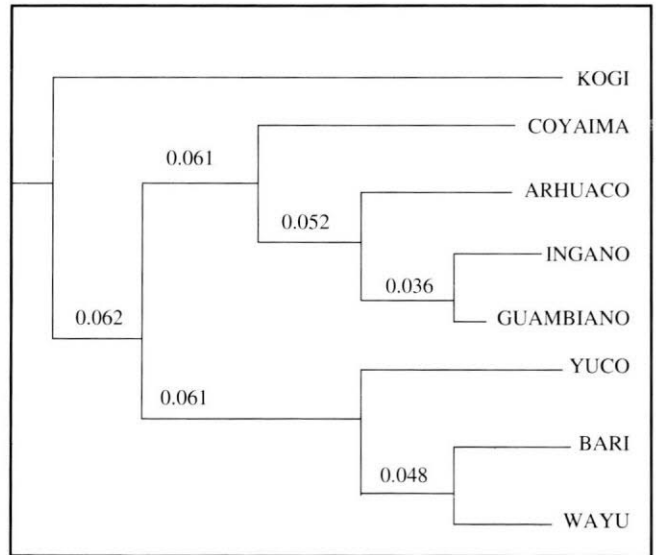 KOGI
COYAIMA
0.061
ARHUACO
0.052
INGANO
0.036
GUAMBIANO
0.062
YUCO
0.061
BARI
0.048
WAYU